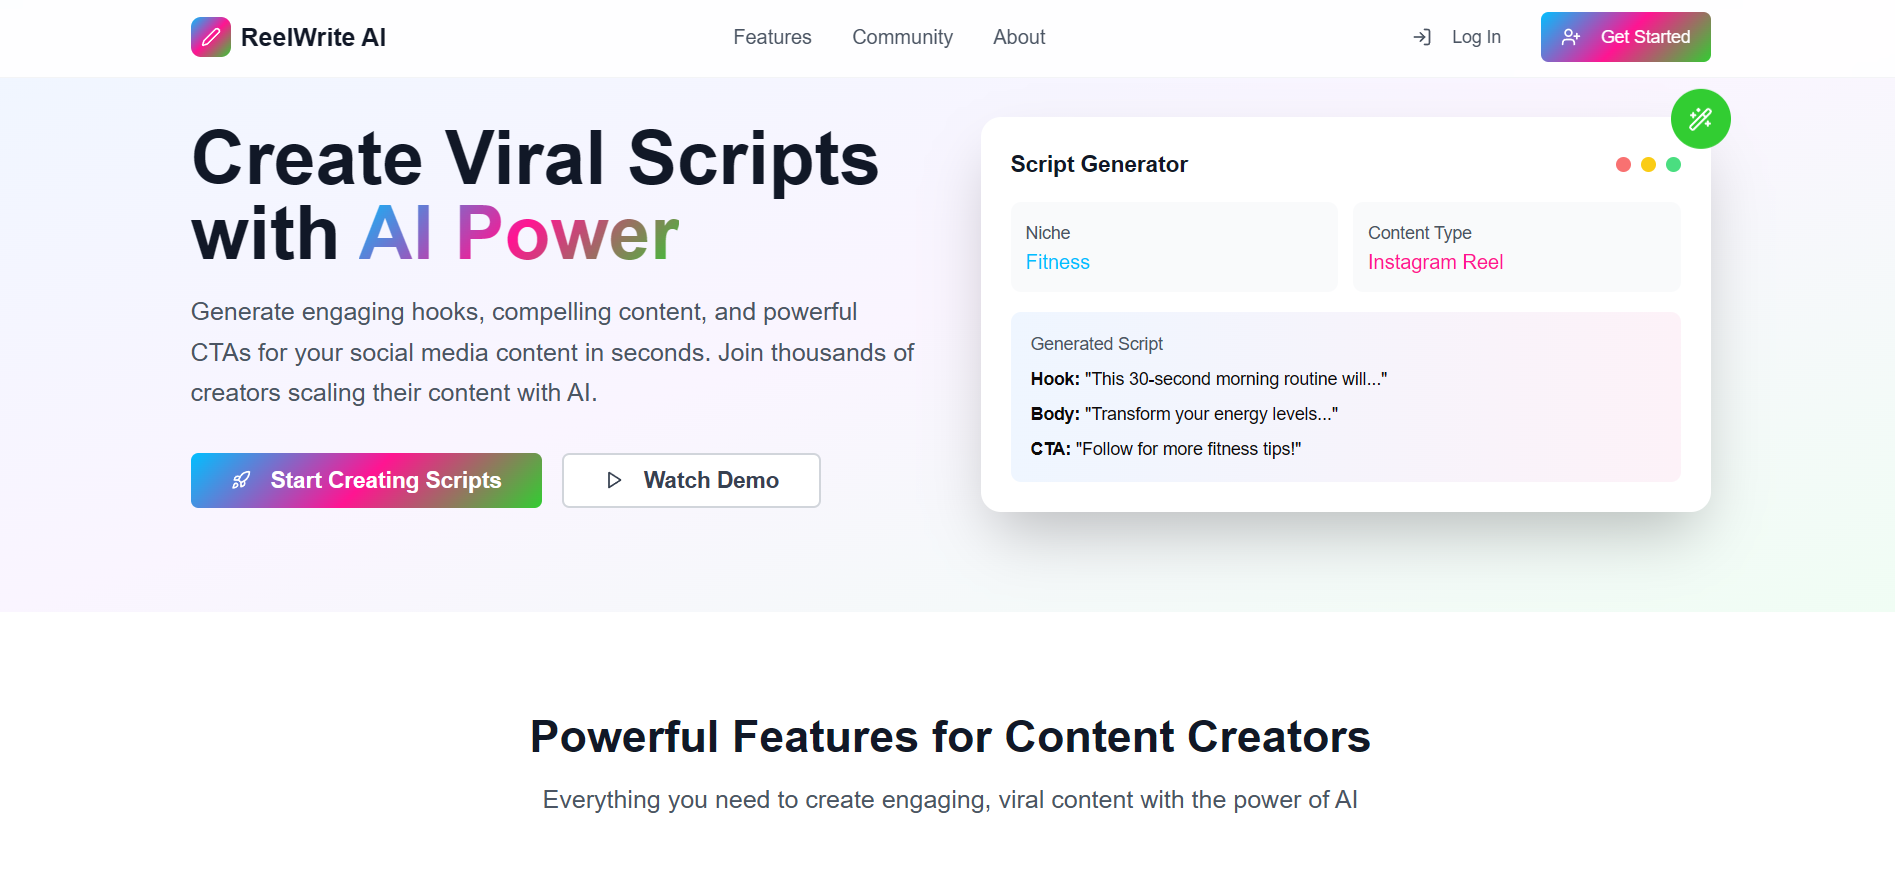 ReelWrite AI
Features
Community
About
Log In
Get Started
Create Viral Scripts
with AI Power
Generate engaging hooks, compelling content, and powerful
CTAs for your social media content in seconds. Join thousands of
creators scaling their content with AI.
Start Creating Scripts
Watch Demo
Script Generator
Niche
Fitness
Content Type
Instagram Reel
Generated Script
Hook: "This 30-second morning routine will..."
Body: "Transform your energy levels..."
CTA: "Follow for more fitness tips!"
Powerful Features for Content Creators
Everything you need to create engaging, viral content with the power of AI